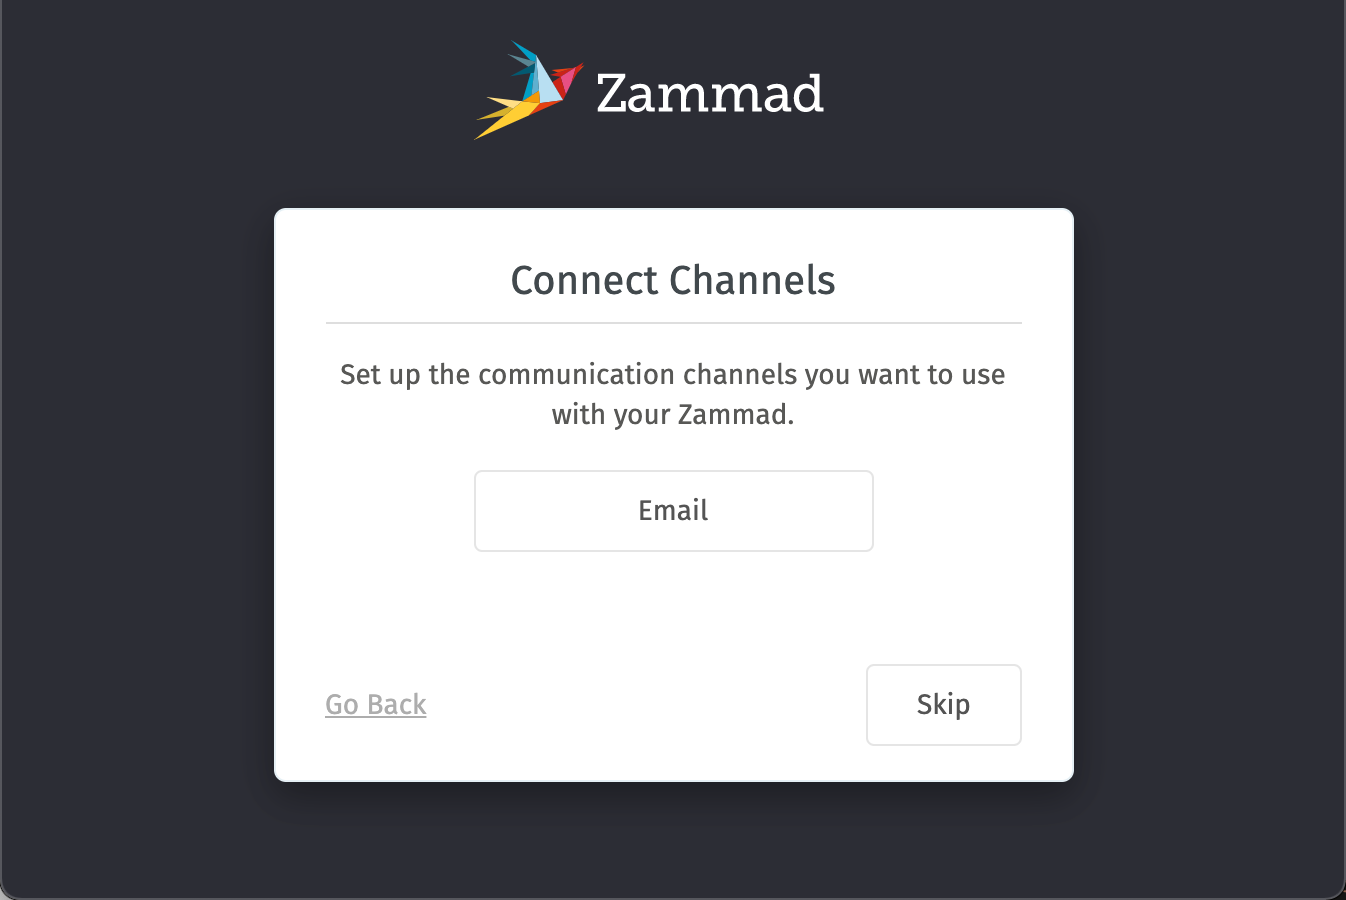 Zammad
Connect Channels
Set up the communication channels you want to use
with your Zammad.
Email
Go Back
Skip